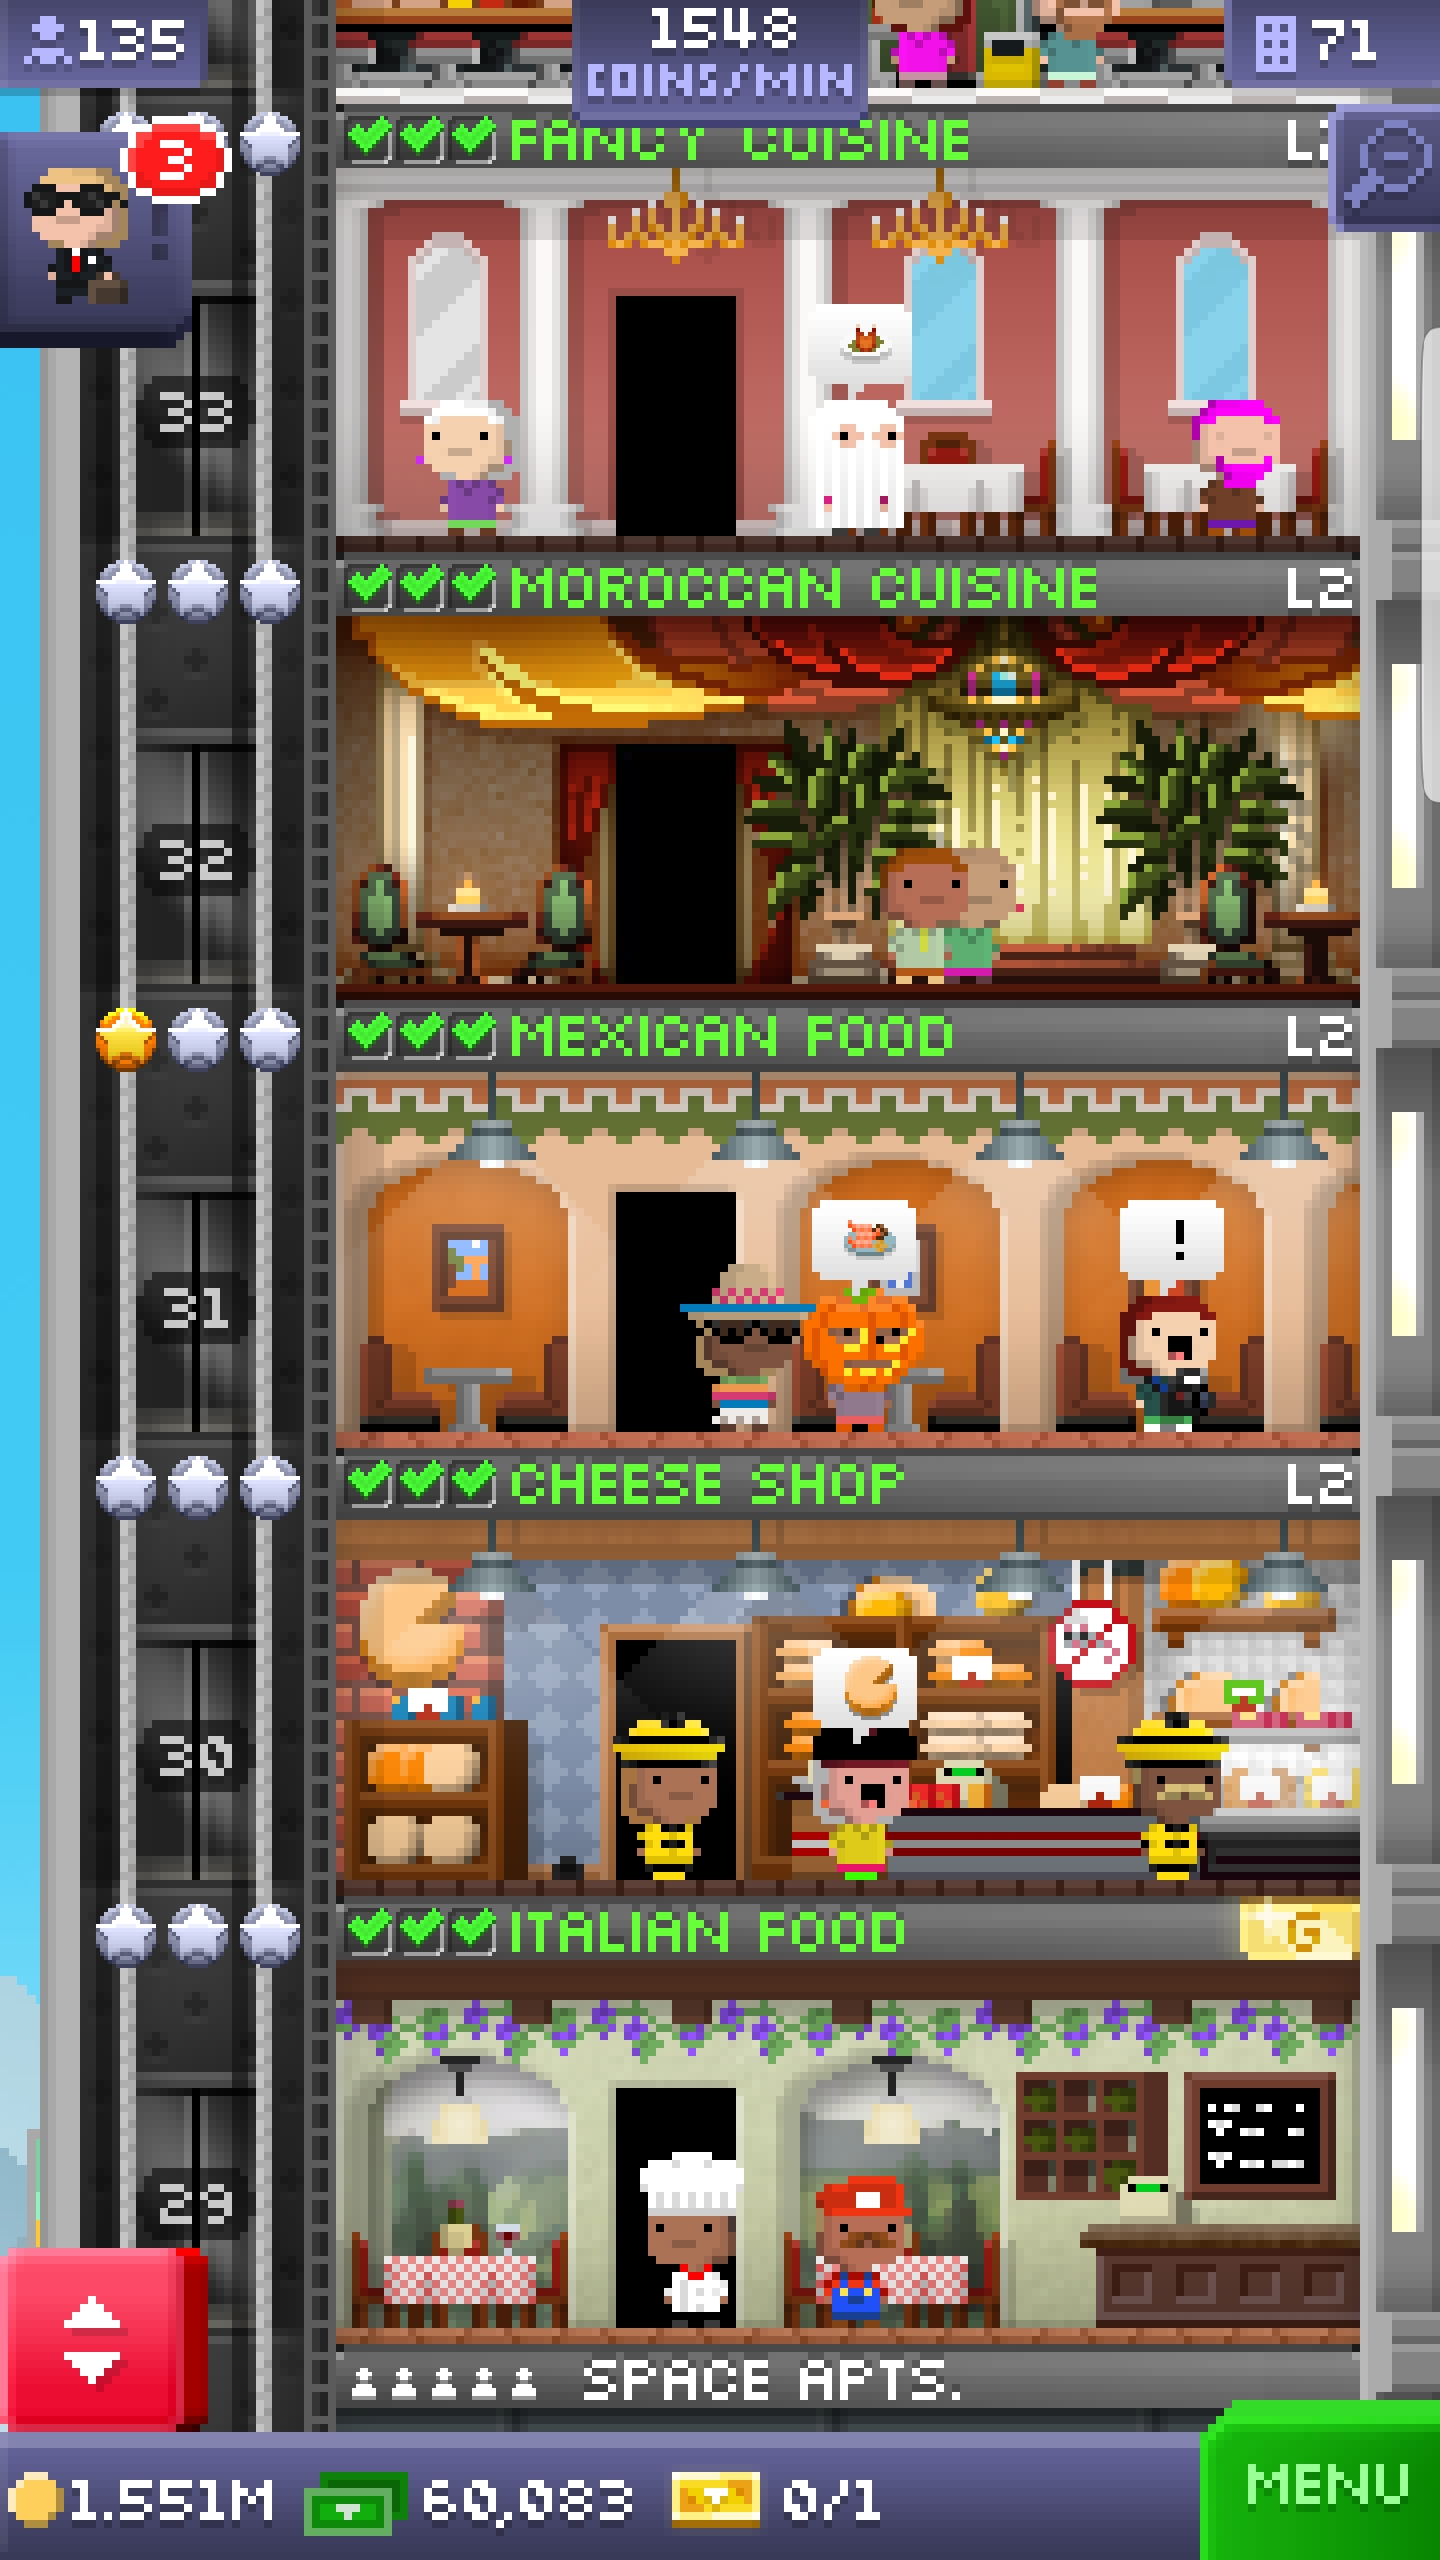 135
1548
COINS/MIN
71
3
FANCY CUISINE
33
MOROCCAN CUISINE L2
32
MEXICAN FOOD L2
!
31
CHEESE SHOP L2
30
ITALIAN FOOD G
29
SPACE APTS.
1.551M 60,083 0/1
MENU